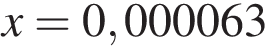 x = 0,000063